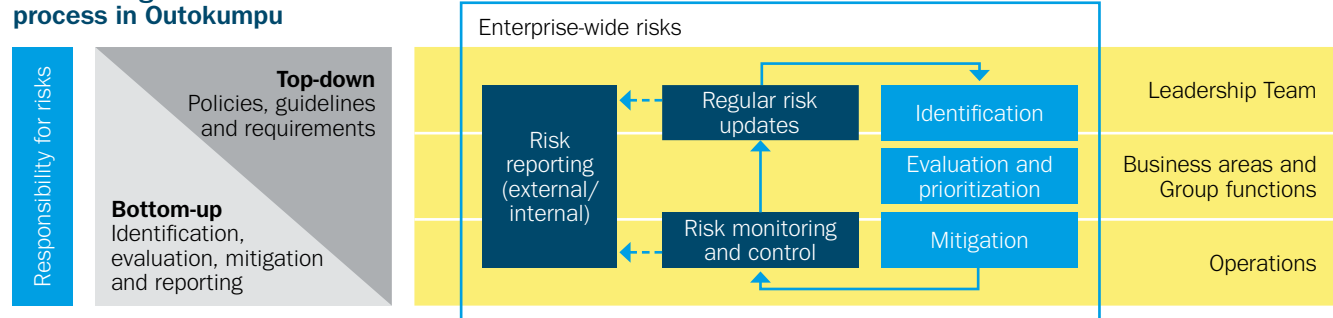 process in Outokumpu
Responsibility for risks
Top-down
Policies, guidelines
and requirements
Bottom-up
Identification,
evaluation, mitigation
and reporting
Enterprise-wide risks
Risk
reporting
(external/
internal)
Regular risk
updates
Risk monitoring
and control
Identification
Evaluation and
prioritization
Mitigation
Leadership Team
Business areas and
Group functions
Operations